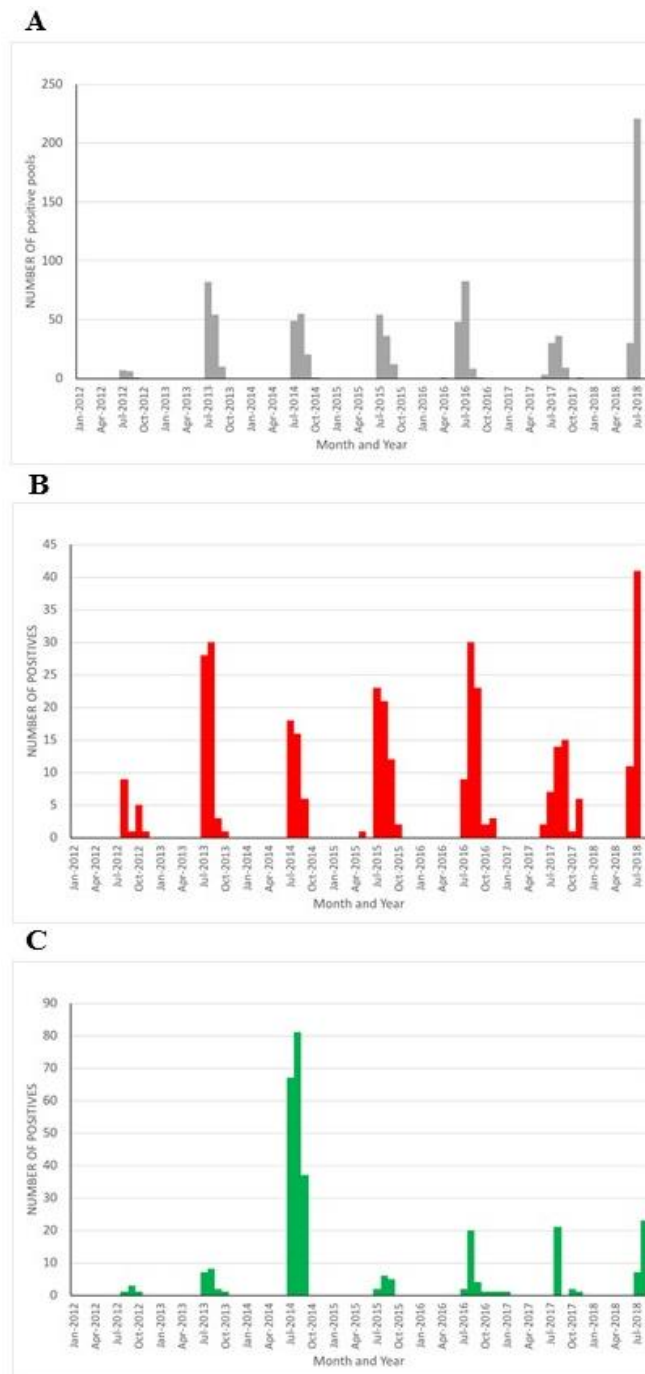 A
250
200
150
100
50
0
NUMBER OF positive pools
Jan-2012
Apr-2012
Jul-2012
Oct-2012
Jan-2013
Apr-2013
Jul-2013
Oct-2013
Jan-2014
Apr-2014
Jul-2014
Oct-2014
Jan-2015
Apr-2015
Jul-2015
Oct-2015
Jan-2016
Apr-2016
Jul-2016
Oct-2016
Jan-2017
Apr-2017
Jul-2017
Oct-2017
Jan-2018
Apr-2018
Jul-2018
Month and Year
B
45
40
35
30
25
20
15
10
5
0
NUMBER OF POSITIVES
Jan-2012
Apr-2012
Jul-2012
Oct-2012
Jan-2013
Apr-2013
Jul-2013
Oct-2013
Jan-2014
Apr-2014
Jul-2014
Oct-2014
Jan-2015
Apr-2015
Jul-2015
Oct-2015
Jan-2016
Apr-2016
Jul-2016
Oct-2016
Jan-2017
Apr-2017
Jul-2017
Oct-2017
Jan-2018
Apr-2018
Jul-2018
Month and Year
C
90
80
70
60
50
40
30
20
10
0
NUMBER OF POSITIVES
Jan-2012
Apr-2012
Jul-2012
Oct-2012
Jan-2013
Apr-2013
Jul-2013
Oct-2013
Jan-2014
Apr-2014
Jul-2014
Oct-2014
Jan-2015
Apr-2015
Jul-2015
Oct-2015
Jan-2016
Apr-2016
Jul-2016
Oct-2016
Jan-2017
Apr-2017
Jul-2017
Oct-2017
Jan-2018
Apr-2018
Jul-2018
Month and Year